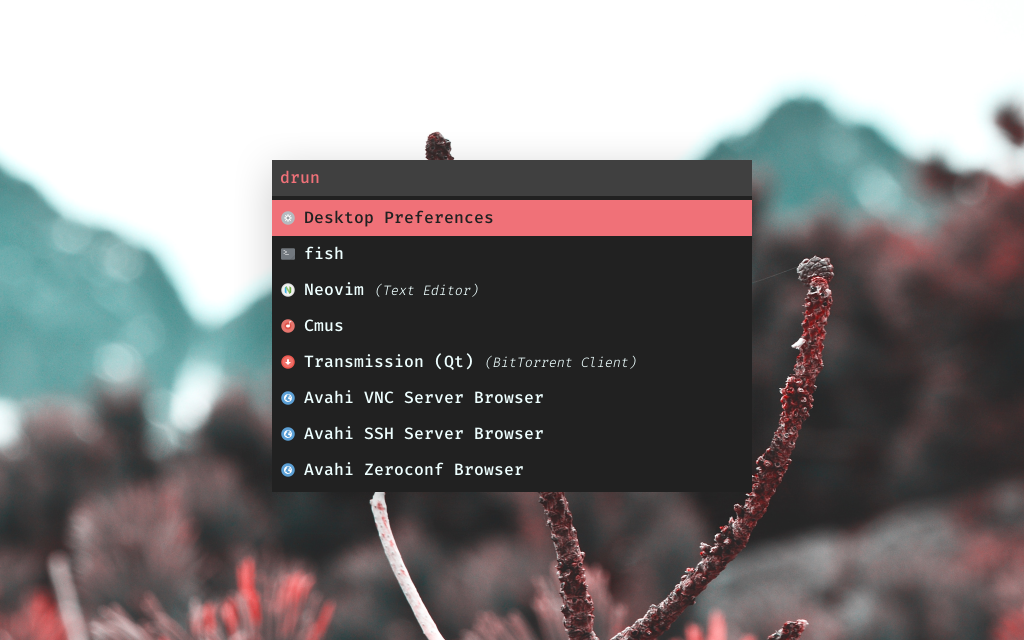 drun
Desktop Preferences
fish
Neovim (Text Editor)
Cmus
Transmission (Qt) (BitTorrent Client)
Avahi VNC Server Browser
Avahi SSH Server Browser
Avahi Zeroconf Browser